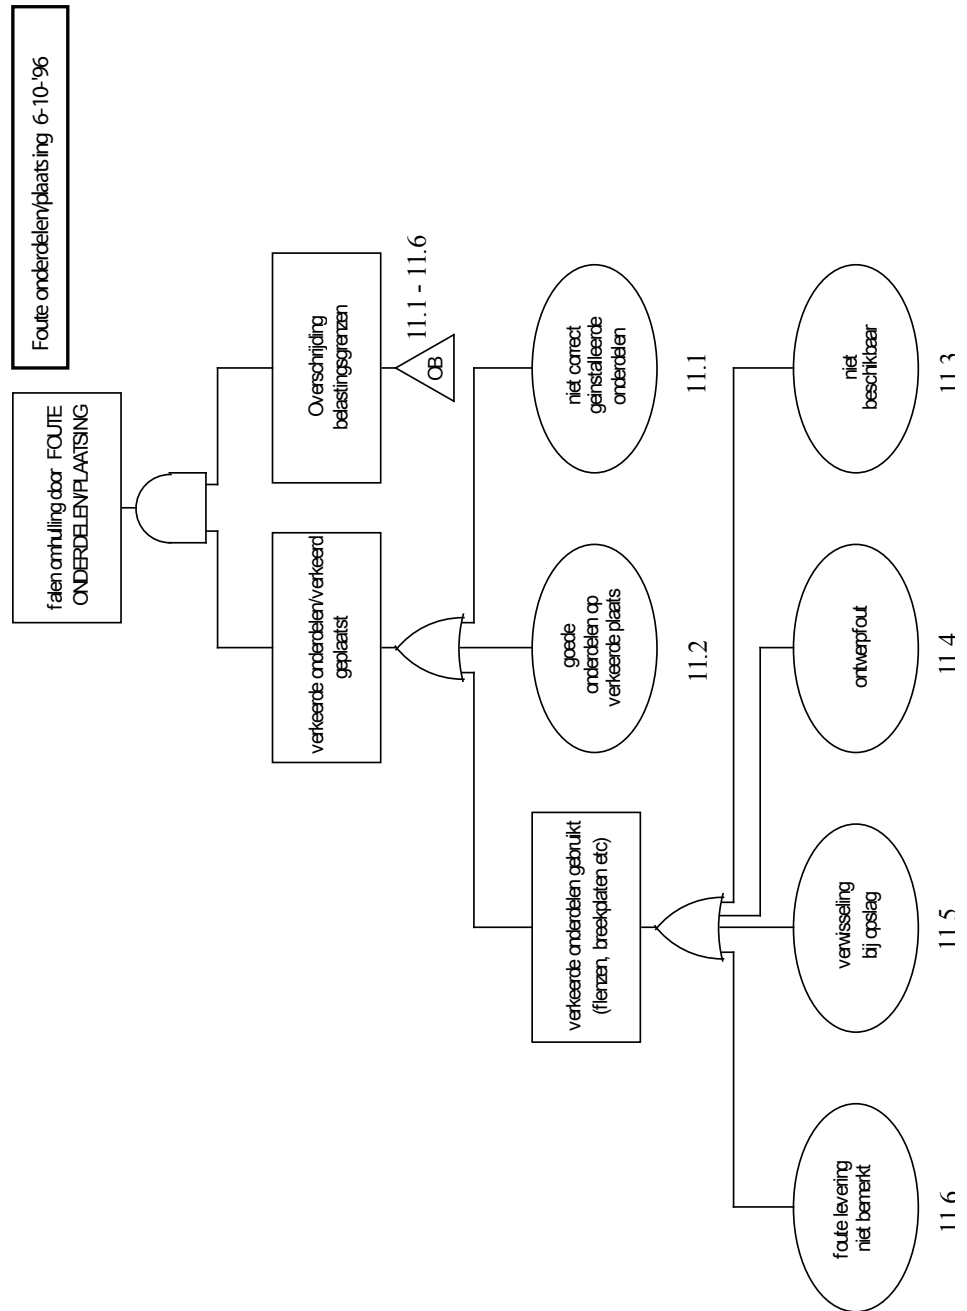 Foute onderdelen/plaatsing 6-10-'96
falen omhulling door FOUTE
ONDERDELEN/PLAATSING
verkeerde onderdelen/verkeerd
geplaatst
Overschrijding
belastingsgrenzen
OB
11.1 - 11.6
verkeerde onderdelen gebruikt
(flenzen, breekplaten etc)
goede
onderdelen op
verkeerde plaats
11.2
niet correct
geinstalleerde
onderdelen
11.1
foute levering
niet bemerkt
11.6
verwisseling
bij opslag
11.5
ontwerpfout
11.4
niet
beschikbaar
11.3